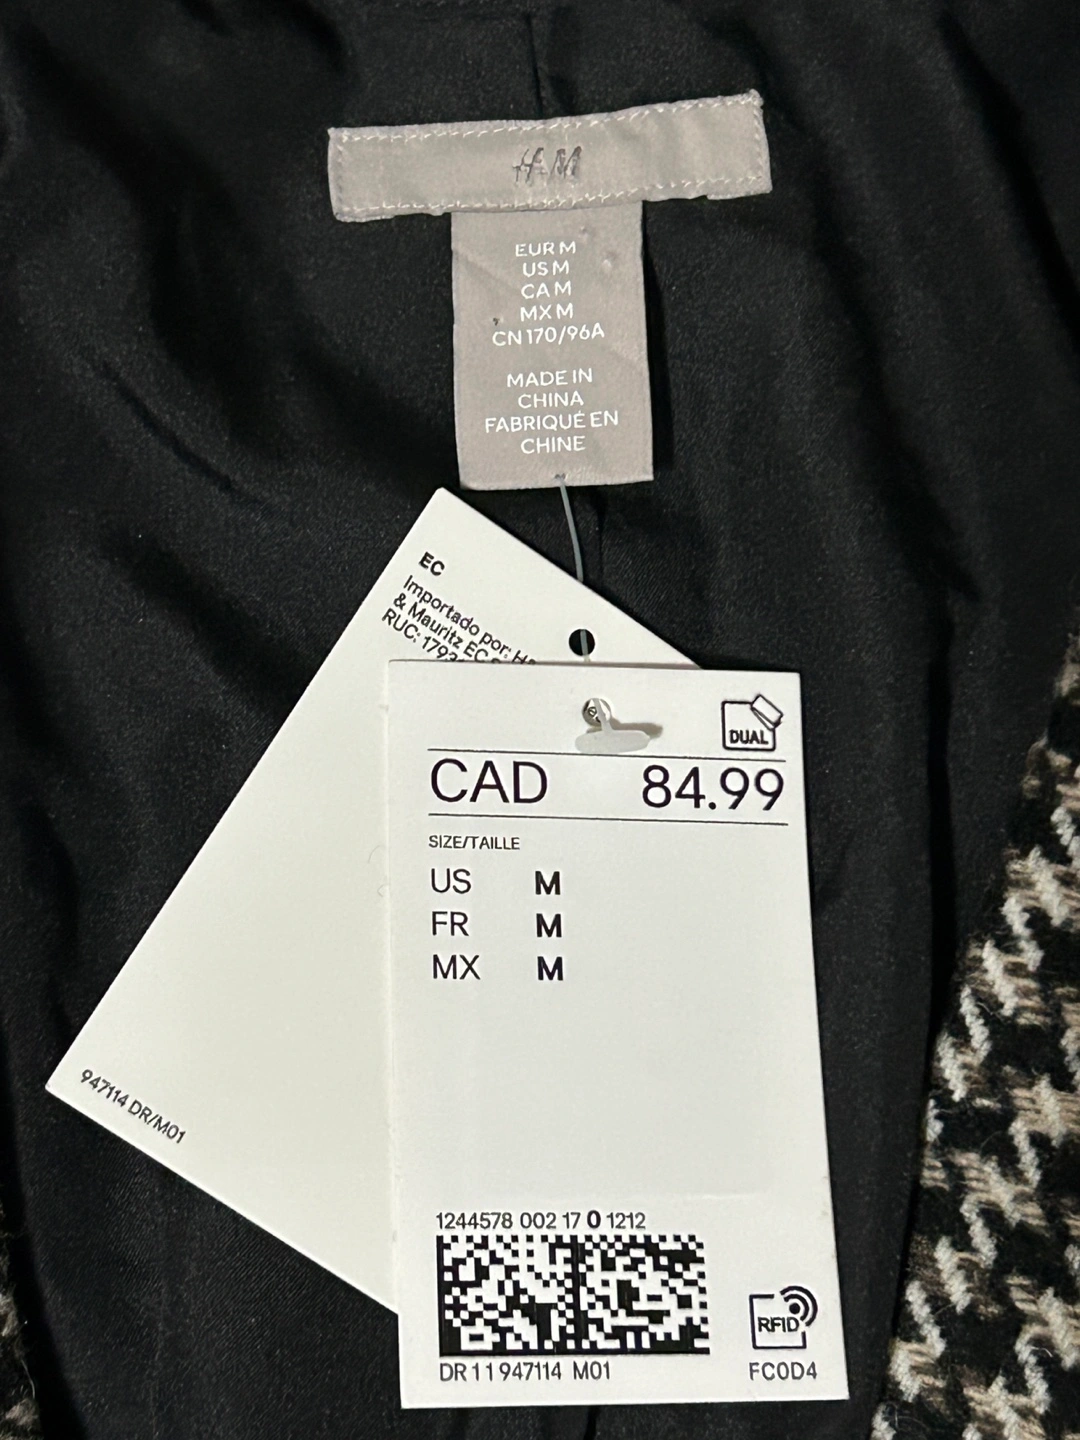 H&M
EUR M
US M
CA M
MX M
CN 170/96A
MADE IN
CHINA
FABRIQUÉ EN
CHINE
EC
Importado por:
& Mauritz EC
RUC:
947114 DR/M01
DUAL
CAD 84.99
SIZE/TAILLE
US M
FR M
MX M
1244578 002 17 0 1212
RFID
DR 1 1 947114 M01
FC0D4